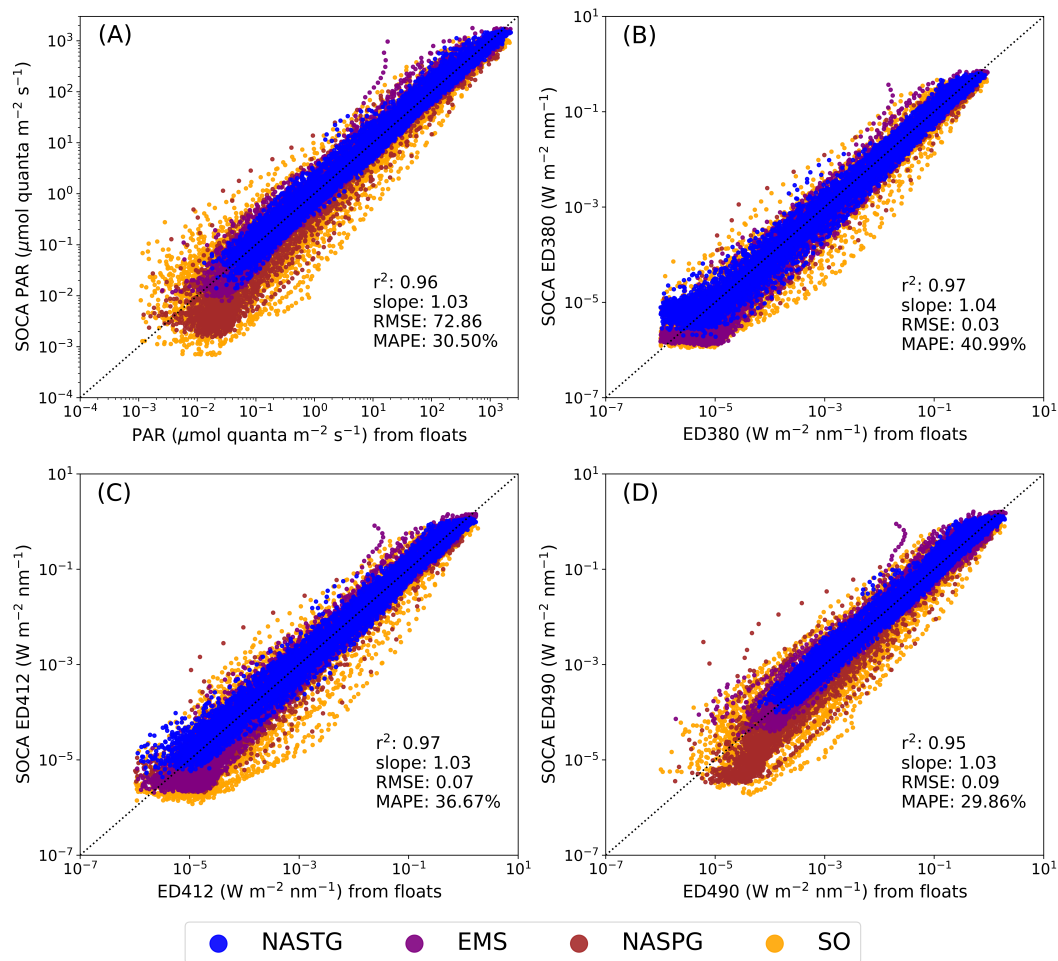 (A)
SOCA PAR (μmol quanta m⁻² s⁻¹)
10³
10²
10¹
10⁰
10⁻¹
10⁻²
10⁻³
10⁻⁴
r²: 0.96
slope: 1.03
RMSE: 72.86
MAPE: 30.50%
10⁻⁴ 10⁻³ 10⁻² 10⁻¹ 10⁰ 10¹ 10² 10³
PAR (μmol quanta m⁻² s⁻¹) from floats
(B)
SOCA ED380 (W m⁻² nm⁻¹)
10¹
10⁻¹
10⁻³
10⁻⁵
10⁻⁷
r²: 0.97
slope: 1.04
RMSE: 0.03
MAPE: 40.99%
10⁻⁷ 10⁻⁵ 10⁻³ 10⁻¹ 10¹
ED380 (W m⁻² nm⁻¹) from floats
(C)
SOCA ED412 (W m⁻² nm⁻¹)
10¹
10⁻¹
10⁻³
10⁻⁵
10⁻⁷
r²: 0.97
slope: 1.03
RMSE: 0.07
MAPE: 36.67%
10⁻⁷ 10⁻⁵ 10⁻³ 10⁻¹ 10¹
ED412 (W m⁻² nm⁻¹) from floats
(D)
SOCA ED490 (W m⁻² nm⁻¹)
10¹
10⁻¹
10⁻³
10⁻⁵
10⁻⁷
r²: 0.95
slope: 1.03
RMSE: 0.09
MAPE: 29.86%
10⁻⁷ 10⁻⁵ 10⁻³ 10⁻¹ 10¹
ED490 (W m⁻² nm⁻¹) from floats
NASTG EMS NASPG SO